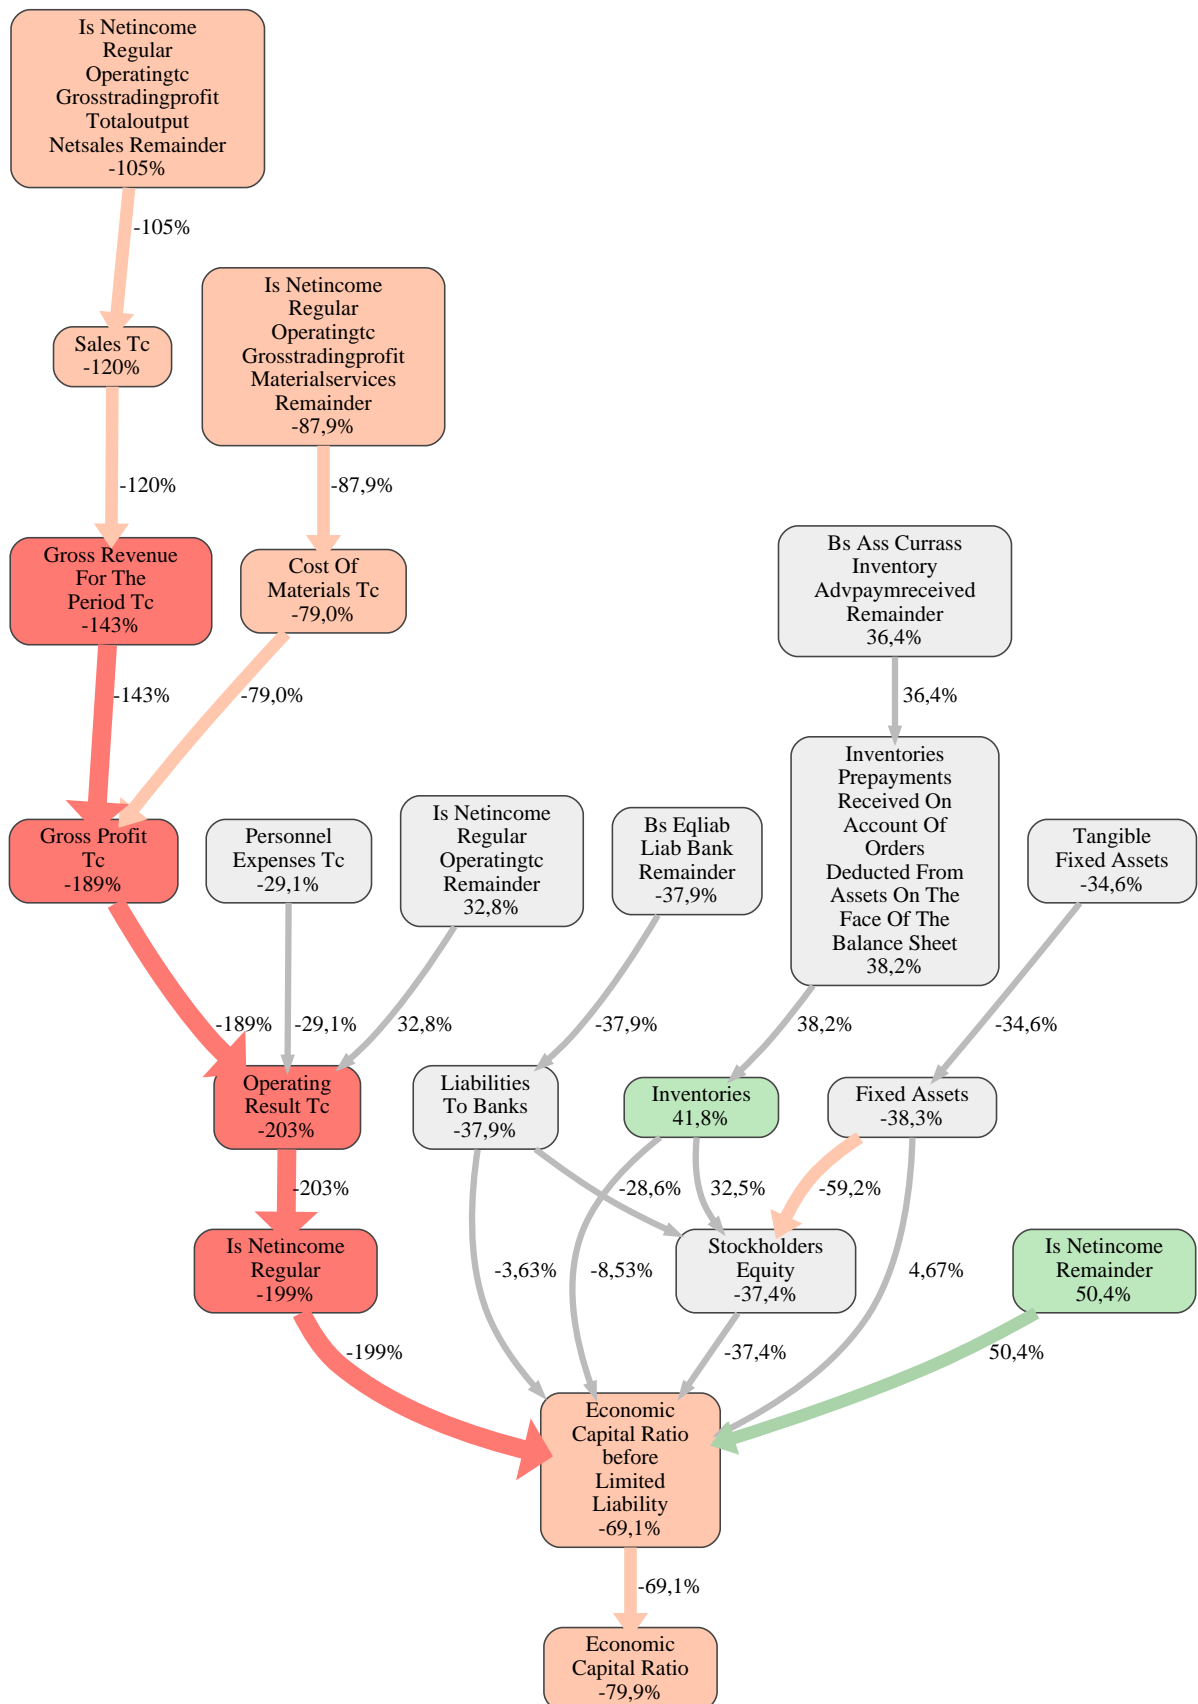 Is Netincome
Regular
Operatingtc
Grosstradingprofit
Totaloutput
Netsales Remainder
-105%
-105%
Sales Tc
-120%
Is Netincome
Regular
Operatingtc
Grosstradingprofit
Materialservices
Remainder
-87,9%
-120%
-87,9%
Gross Revenue
For The
Period Tc
-143%
Cost Of
Materials Tc
-79,0%
Bs Ass Currass
Inventory
Advpaymreceived
Remainder
36,4%
-143%
-79,0%
36,4%
Gross Profit
Tc
-189%
Personnel
Expenses Tc
-29,1%
Is Netincome
Regular
Operatingtc
Remainder
32,8%
Bs Eqliab
Liab Bank
Remainder
-37,9%
Inventories
Prepayments
Received On
Account Of
Orders
Deducted From
Assets On The
Face Of The
Balance Sheet
38,2%
Tangible
Fixed Assets
-34,6%
-189%
-29,1%
32,8%
-37,9%
38,2%
-34,6%
Operating
Result Tc
-203%
Liabilities
To Banks
-37,9%
Inventories
41,8%
Fixed Assets
-38,3%
-203%
-28,6%
32,5%
-59,2%
Is Netincome
Regular
-199%
-3,63%
-8,53%
Stockholders
Equity
-37,4%
4,67%
Is Netincome
Remainder
50,4%
-199%
-37,4%
50,4%
Economic
Capital Ratio
before
Limited
Liability
-69,1%
-69,1%
Economic
Capital Ratio
-79,9%